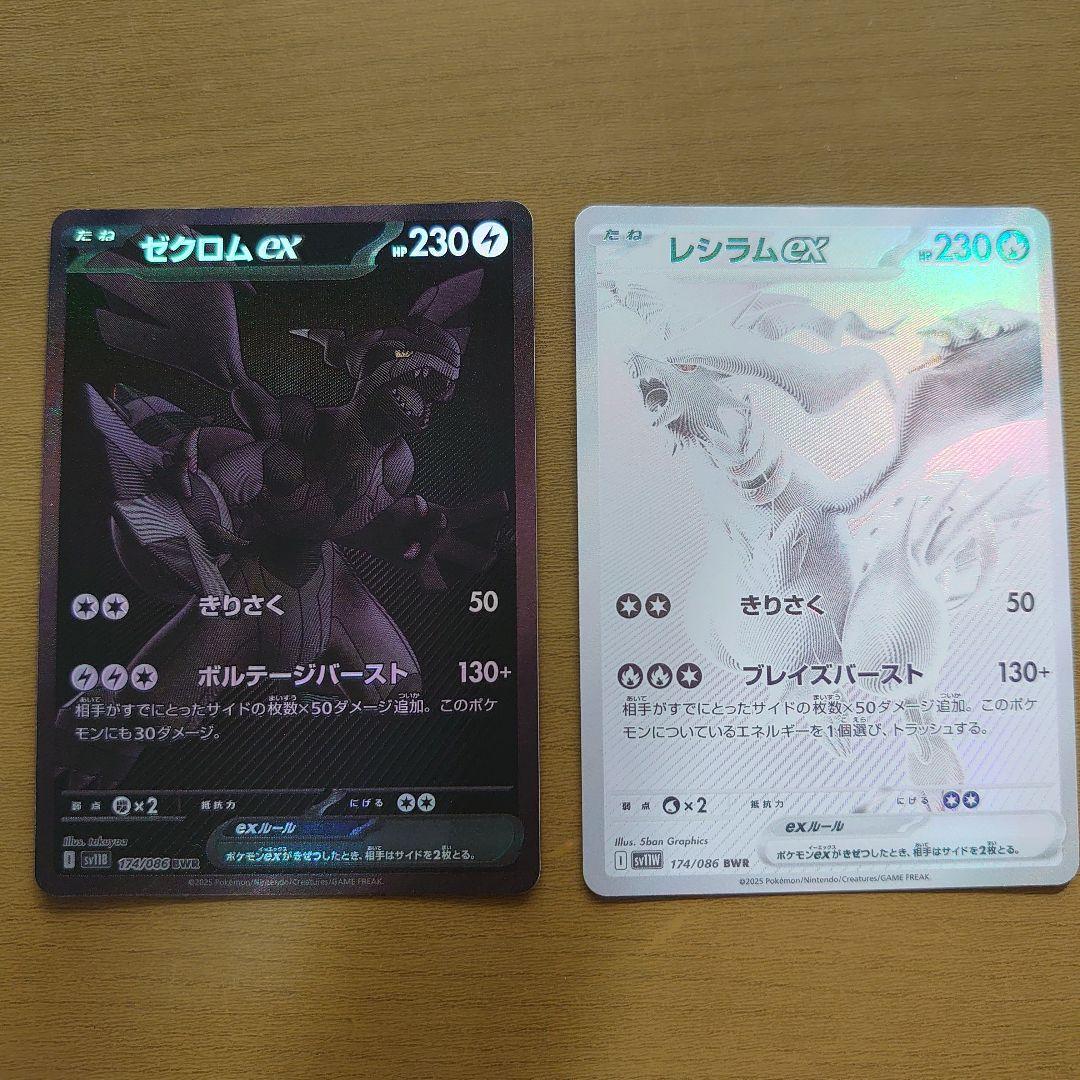 たね ゼクロムex HP 230
きりさく 50
ボルテージバースト 130+
相手がすでにとったサイドの枚数×50ダメージ追加。このポケ
モンにも30ダメージ。
弱点 ×2 抵抗力 にげる
Illus. takuyoa
exルール
ポケモンexがきぜつしたとき、相手はサイドを2枚とる。
I sv11B 174/086 BWR
©2025 Pokémon/Nintendo/Creatures/GAME FREAK.
たね レシラムex HP 230
きりさく 50
ブレイズバースト 130+
相手がすでにとったサイドの枚数×50ダメージ追加。このポケ
モンについているエネルギーを1個選び、トラッシュする。
弱点 ×2 抵抗力 にげる
Illus. 5ban Graphics
exルール
ポケモンexがきぜつしたとき、相手はサイドを2枚とる。
I sv11W 174/086 BWR
©2025 Pokémon/Nintendo/Creatures/GAME FREAK.